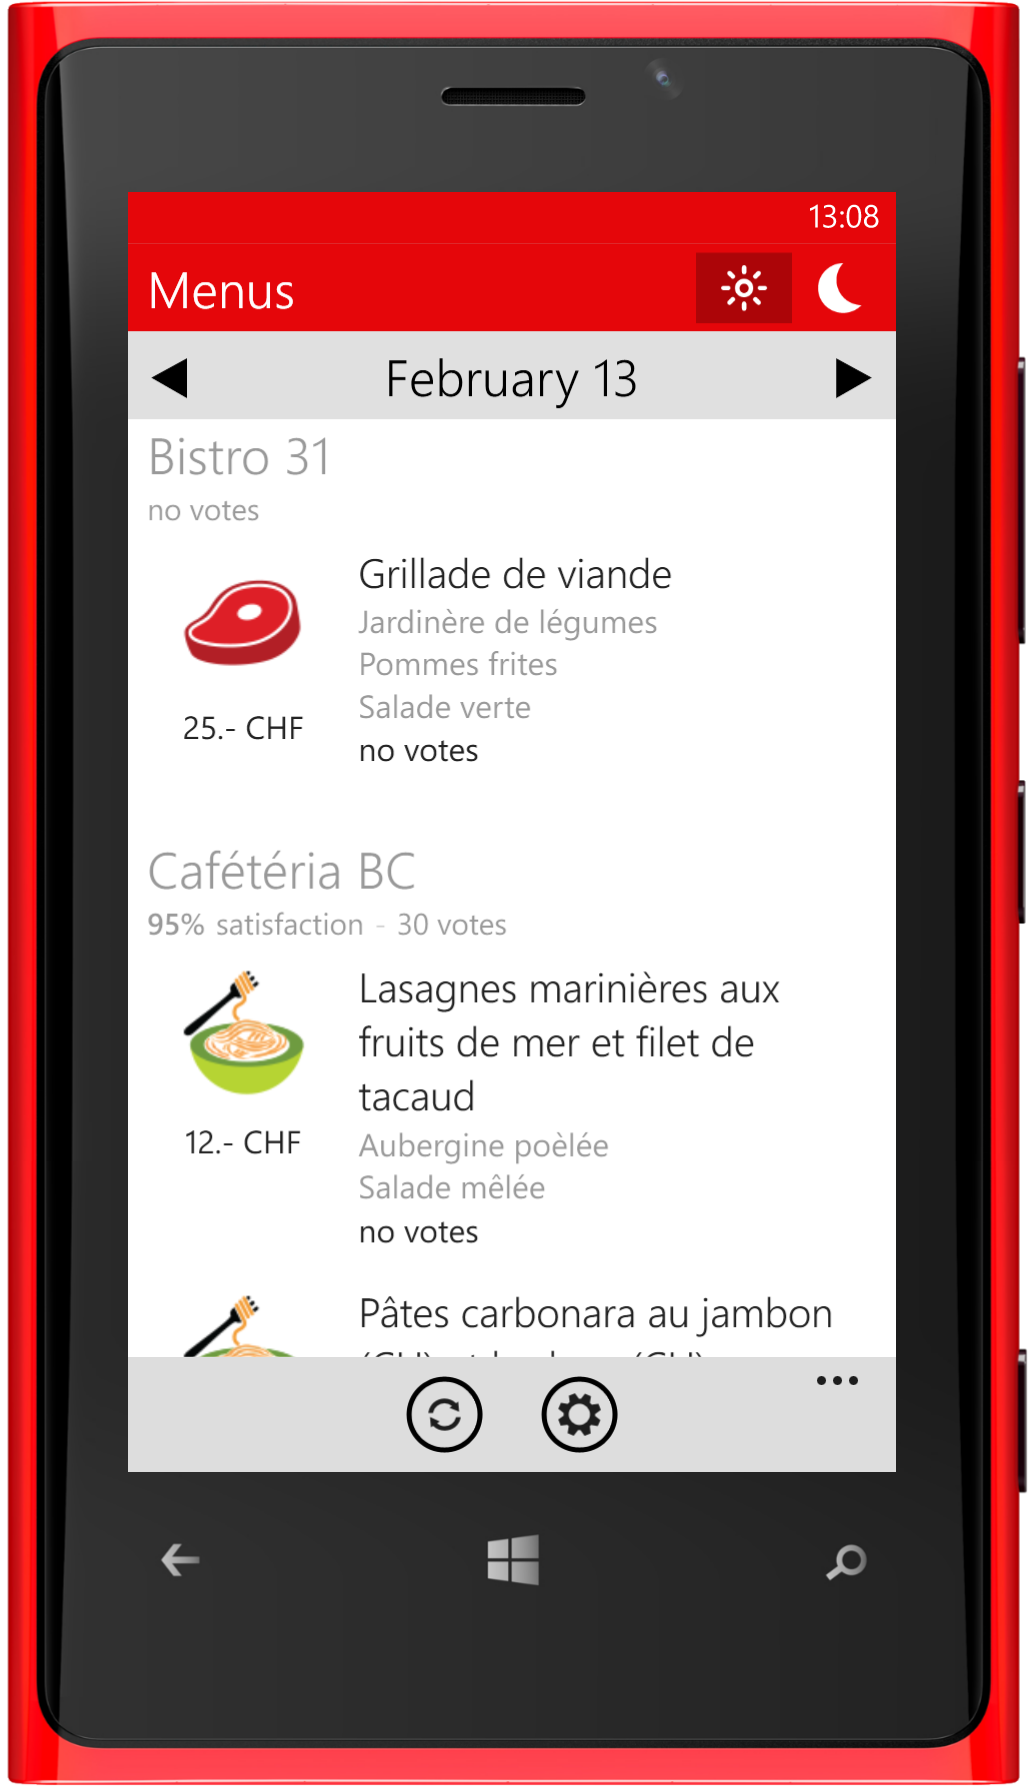 13:08
Menus
February 13
Bistro 31
no votes
Grillade de viande
Jardinère de légumes
Pommes frites
Salade verte
25.- CHF
no votes
Cafétéria BC
95% satisfaction - 30 votes
Lasagnes marinières aux
fruits de mer et filet de
tacaud
12.- CHF
Aubergine poèlée
Salade mêlée
no votes
Pâtes carbonara au jambon